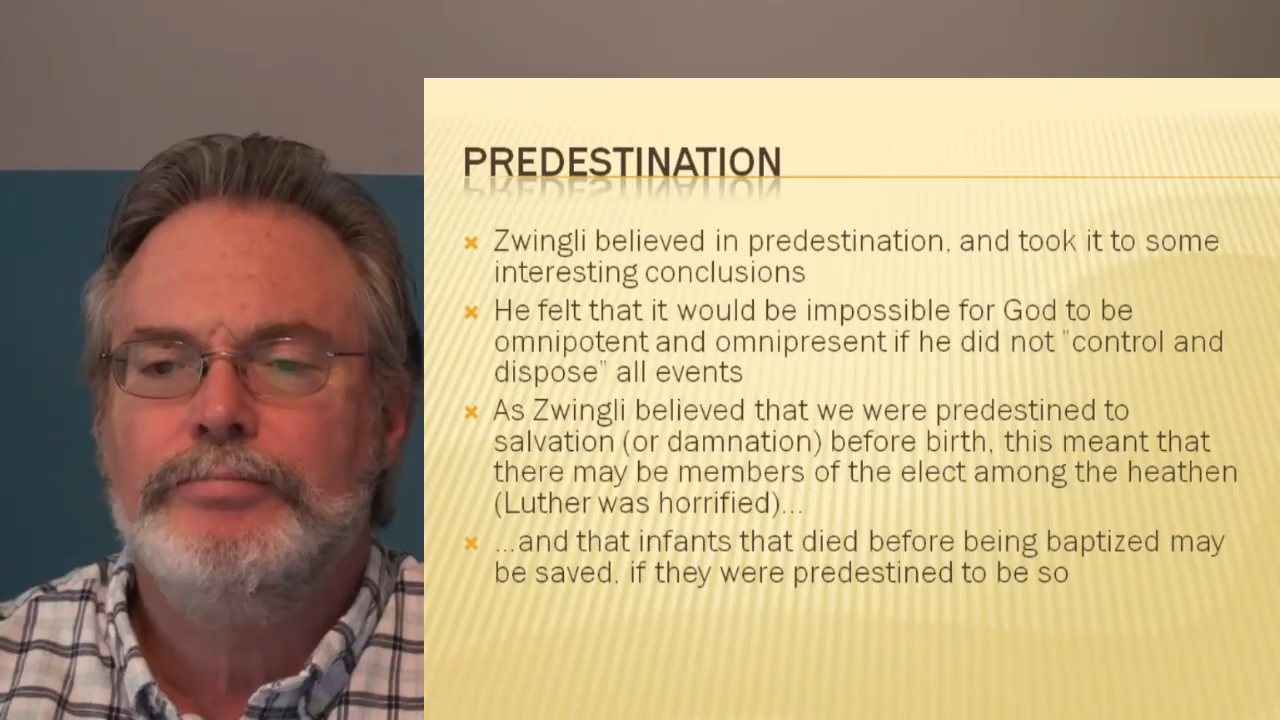 PREDESTINATION
Zwingli believed in predestination, and took it to some
interesting conclusions
He felt that it would be impossible for God to be
omnipotent and omnipresent if he did not "control and
dispose" all events
As Zwingli believed that we were predestined to
salvation (or damnation) before birth, this meant that
there may be members of the elect among the heathen
(Luther was horrified)...
...and that infants that died before being baptized may
be saved, if they were predestined to be so